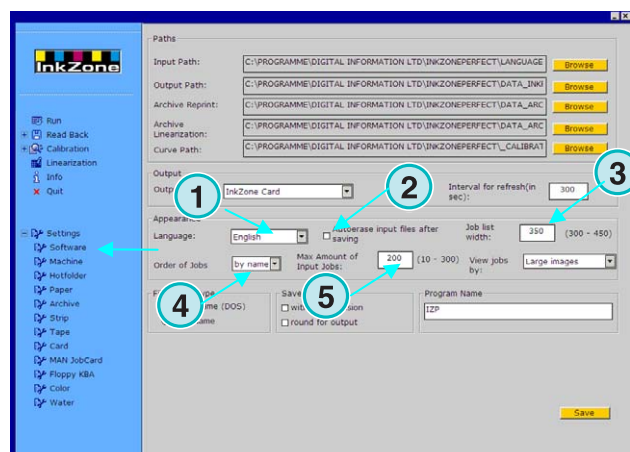 InkZone
Run
Read Back
Calibration
Linearization
Info
Quit
Settings
Software
Machine
Hotfolder
Paper
Archive
Strip
Tape
Card
MAN JobCard
Floppy KBA
Color
Water
Paths
Input Path: C:\PROGRAMME\DIGITAL INFORMATION LTD\INKZONEPERFECT\LANGUAGE Browse
Output Path: C:\PROGRAMME\DIGITAL INFORMATION LTD\INKZONEPERFECT\DATA_INKI Browse
Archive Reprint: C:\PROGRAMME\DIGITAL INFORMATION LTD\INKZONEPERFECT\DATA_ARC Browse
Archive
Linearization: C:\PROGRAMME\DIGITAL INFORMATION LTD\INKZONEPERFECT\DATA_ARC Browse
Curve Path: C:\PROGRAMME\DIGITAL INFORMATION LTD\INKZONEPERFECT\_CALIBRAT Browse
Output
InkZone Card
Interval for refresh(in
sec): 300
1
2
3
Appearance
Language: English
Autoerase input files after
saving
Job list
width: 350 (300 - 450)
Order of Jobs by name
Max Amount of
Input Jobs: 200 (10 - 300)
View jobs
by: Large images
4
5
(DOS)
round for output
Program Name
IZP
Save